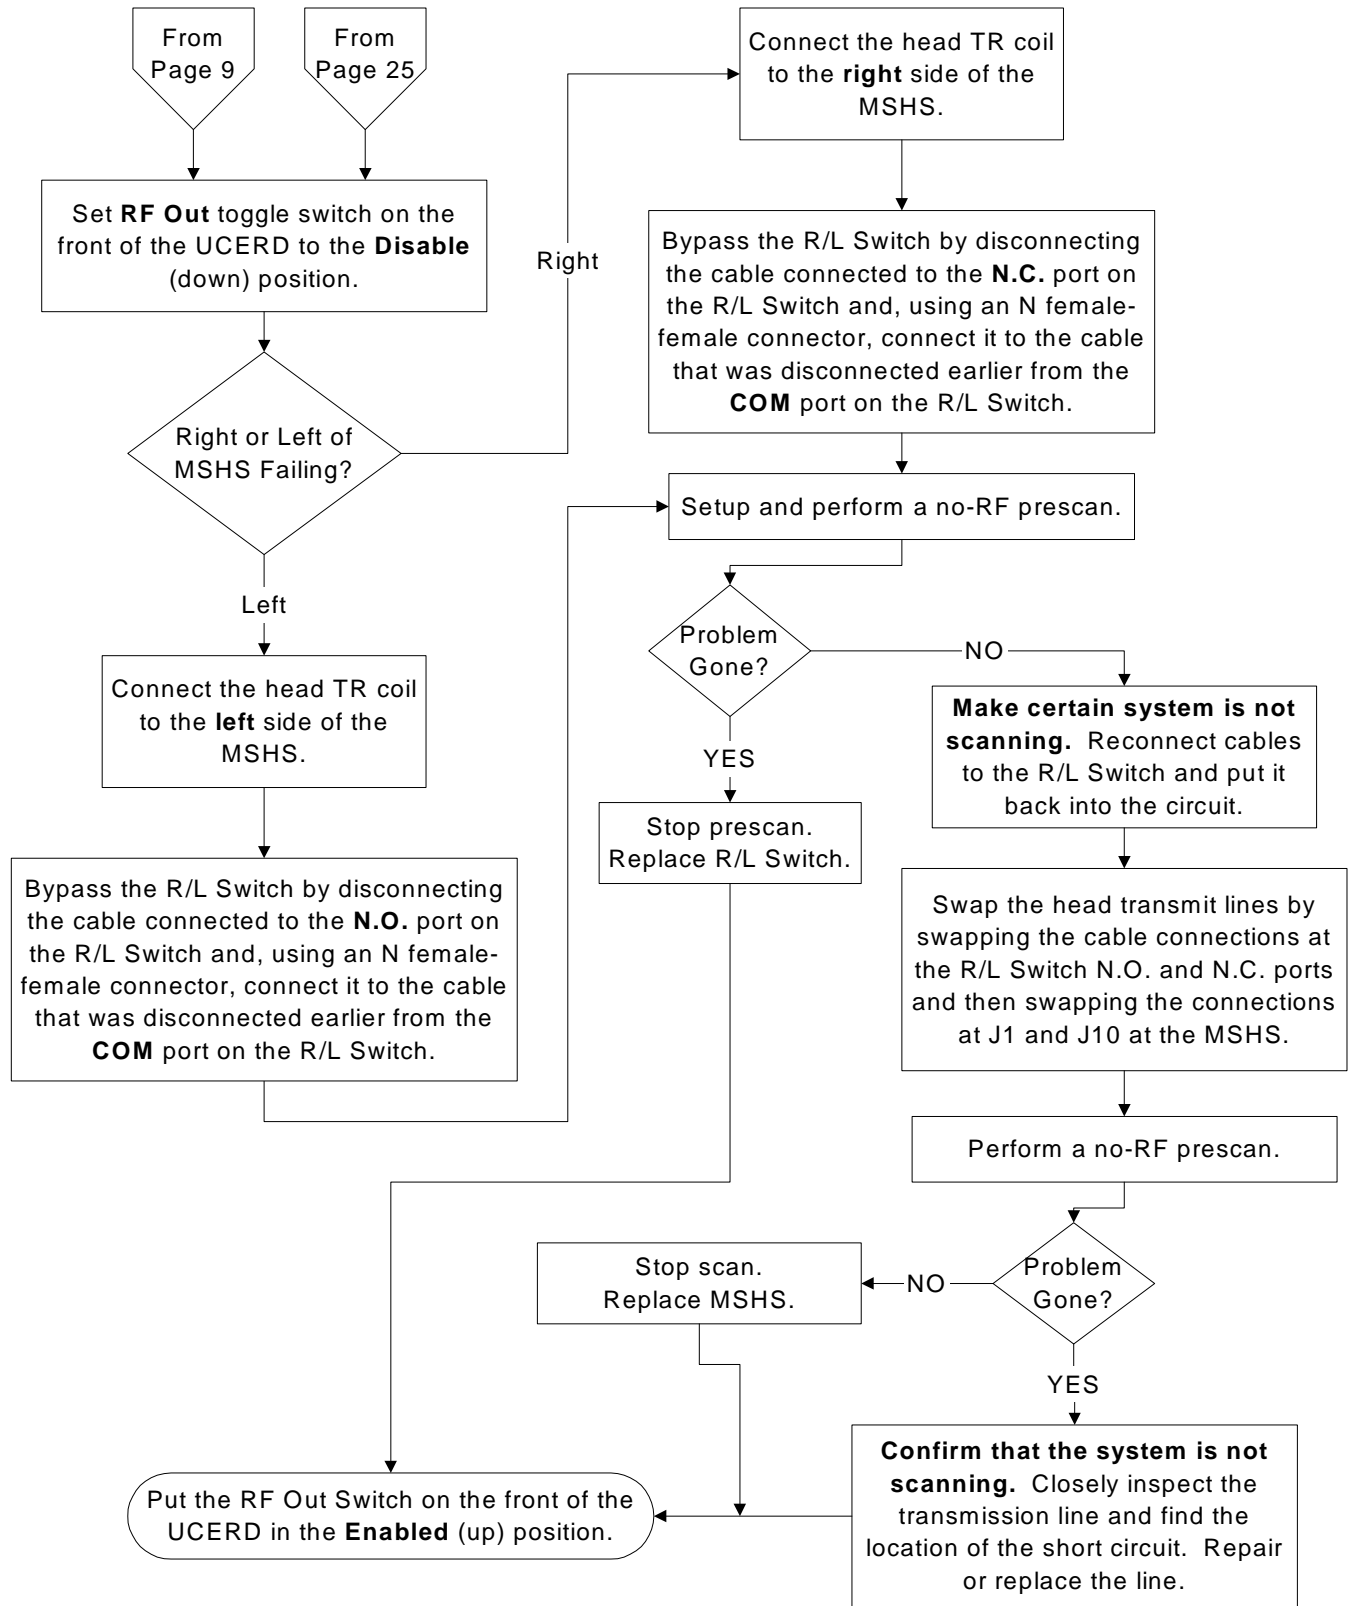 From
Page 9
From
Page 25
Set RF Out toggle switch on the
front of the UCERD to the Disable
(down) position.
Right or Left of
MSHS Failing?
Right
Left
Connect the head TR coil
to the left side of the
MSHS.
Bypass the R/L Switch by disconnecting
the cable connected to the N.O. port on
the R/L Switch and, using an N female-
female connector, connect it to the cable
that was disconnected earlier from the
COM port on the R/L Switch.
Connect the head TR coil
to the right side of the
MSHS.
Bypass the R/L Switch by disconnecting
the cable connected to the N.C. port on
the R/L Switch and, using an N female-
female connector, connect it to the cable
that was disconnected earlier from the
COM port on the R/L Switch.
Setup and perform a no-RF prescan.
Problem
Gone?
NO
YES
Stop prescan.
Replace R/L Switch.
Make certain system is not
scanning. Reconnect cables
to the R/L Switch and put it
back into the circuit.
Swap the head transmit lines by
swapping the cable connections at
the R/L Switch N.O. and N.C. ports
and then swapping the connections
at J1 and J10 at the MSHS.
Perform a no-RF prescan.
Problem
Gone?
NO
Stop scan.
Replace MSHS.
YES
Confirm that the system is not
scanning. Closely inspect the
transmission line and find the
location of the short circuit. Repair
or replace the line.
Put the RF Out Switch on the front of the
UCERD in the Enabled (up) position.